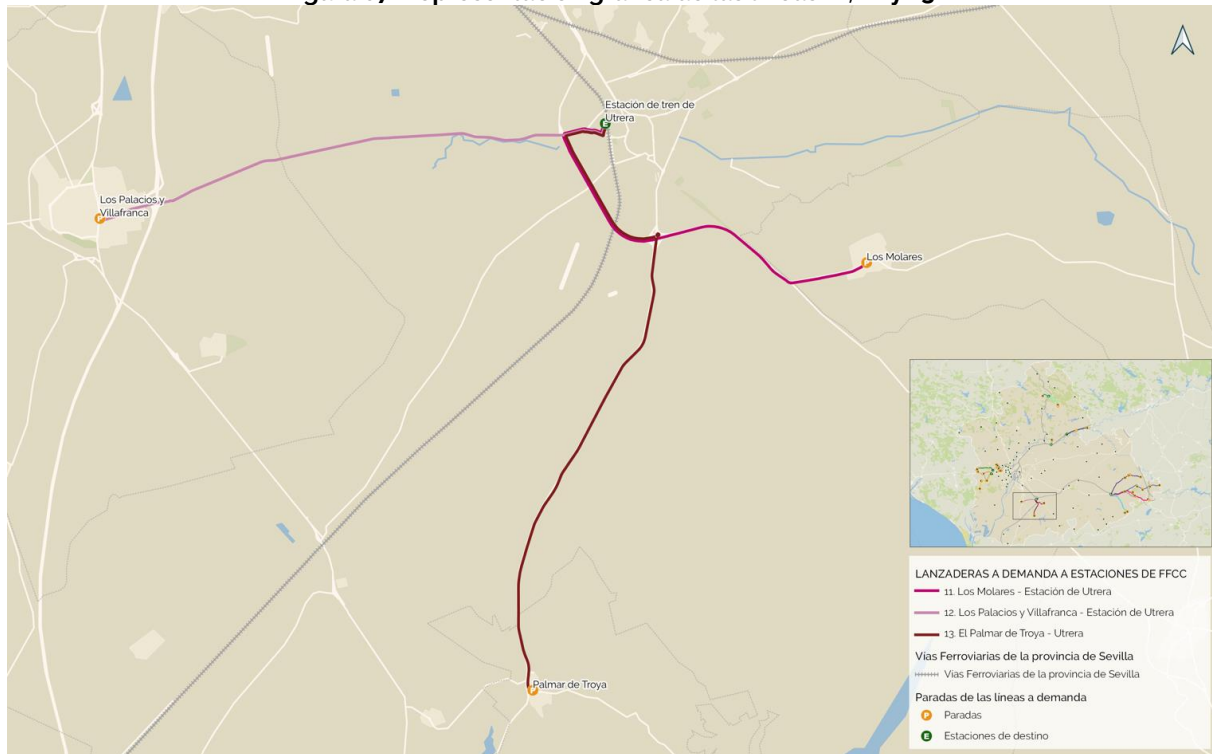 Estación de tren de
Utrera
E
Los Palacios y
Villafranca
P
Los Molares
P
Palmar de Troya
P
LANZADERAS A DEMANDA A ESTACIONES DE FFCC
11. Los Molares - Estación de Utrera
12. Los Palacios y Villafranca - Estación de Utrera
13. El Palmar de Troya - Utrera
Vías Ferroviarias de la provincia de Sevilla
Vías Ferroviarias de la provincia de Sevilla
Paradas de las líneas a demanda
P Paradas
E Estaciones de destino